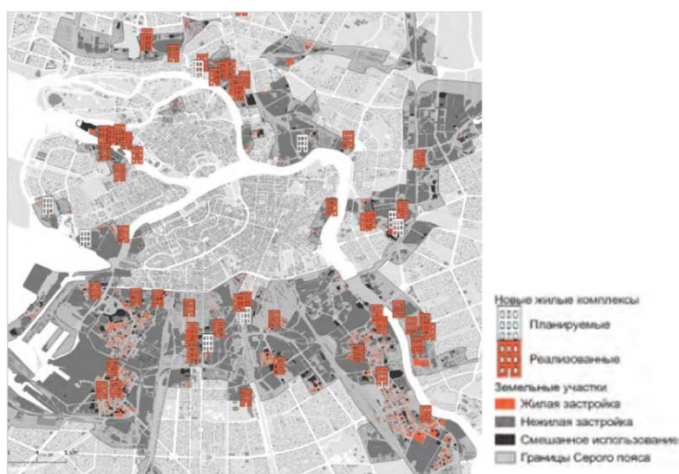 Новые жилые комплексы
Планируемые
Реализованные
Земельные участки
Жилая застройка
Нежилая застройка
Смешанное использование
Границы Серого пояса